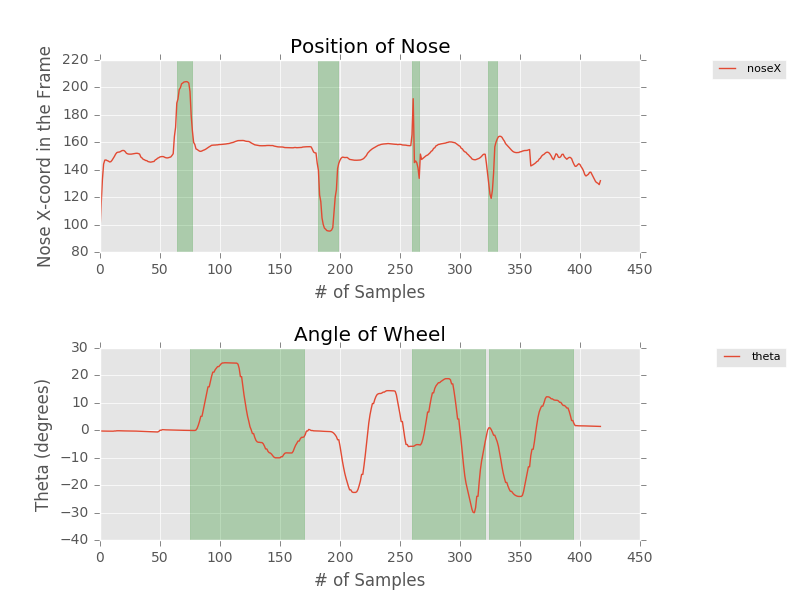 Position of Nose
Nose X-coord in the Frame
220
200
180
160
140
120
100
80
0 50 100 150 200 250 300 350 400 450
# of Samples
noseX
Angle of Wheel
Theta (degrees)
30
20
10
0
−10
−20
−30
−40
0 50 100 150 200 250 300 350 400 450
# of Samples
theta